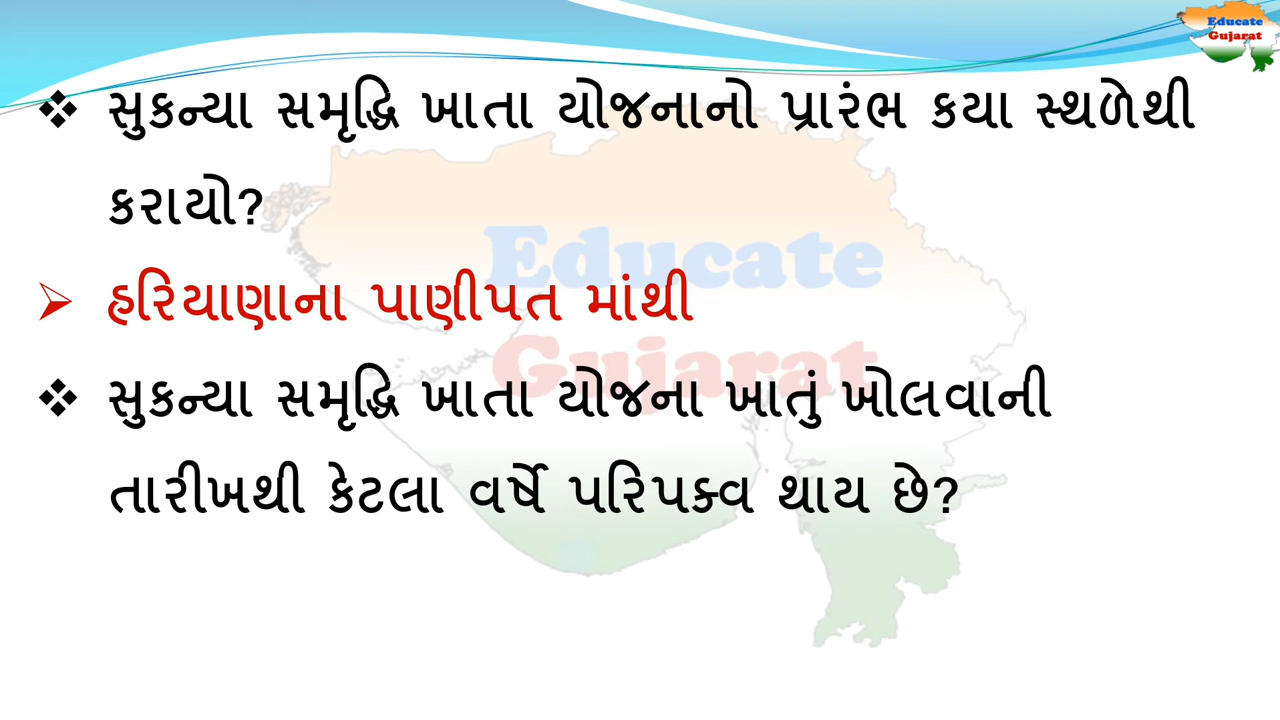 Educate
Gujarat
❖ સુકન્યા સમૃદ્ધિ ખાતા યોજનાનો પ્રારંભ કયા સ્થળેથી
કરાયો?
➢ હરિયાણાના પાણીપત માંથી
❖ સુકન્યા સમૃદ્ધિ ખાતા યોજના ખાતું ખોલવાની
તારીખથી કેટલા વર્ષે પરિપક્વ થાય છે?
Educate
Gujarat